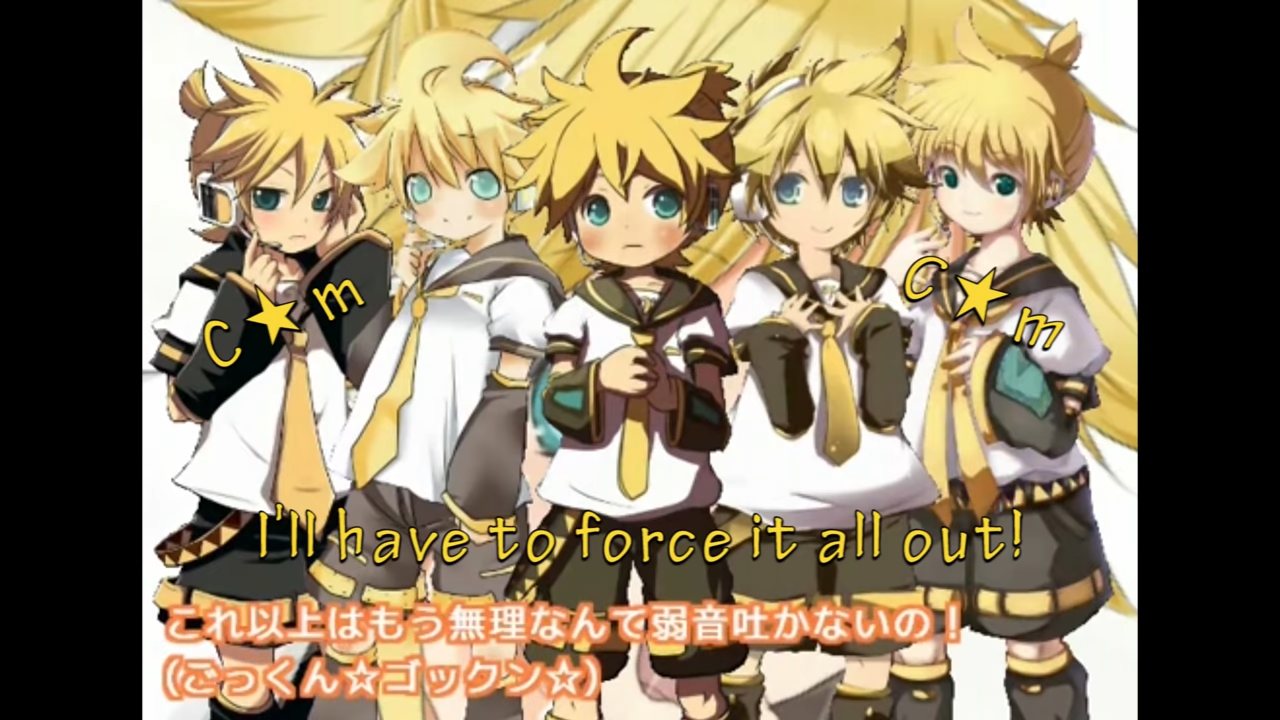 C★m
C★m
I'll have to force it all out!
これ以上はもう無理なんて弱音吐かないの！
(ごっくん☆ゴックン☆)